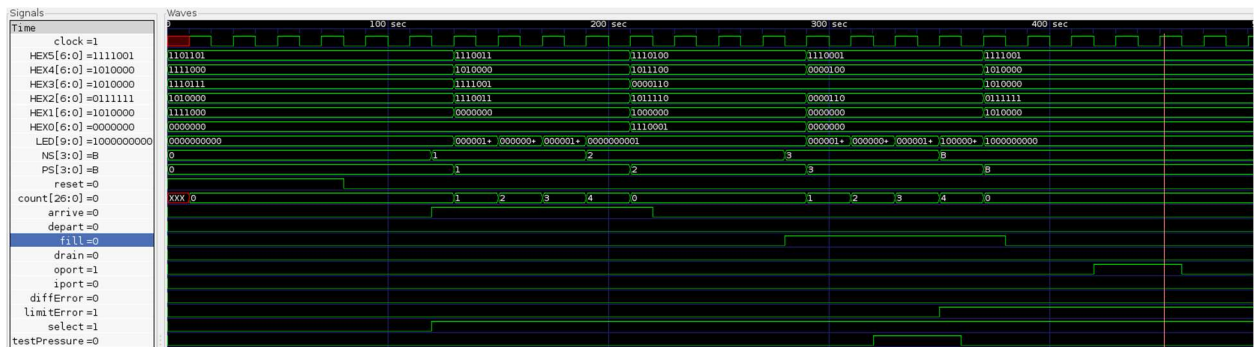 Signals
Waves
Time
0 100 sec 200 sec 300 sec 400 sec
clock =1
HEX5[6:0] =1111001 1101101 1110011 1110100 1110001 1111001
HEX4[6:0] =1010000 1111000 1010000 1011100 0000100 1010000
HEX3[6:0] =1010000 1110111 1111001 0000110 1010000
HEX2[6:0] =0111111 1010000 1110011 1011110 0000110 0111111
HEX1[6:0] =1010000 1111000 0000000 1000000 0000000 1010000
HEX0[6:0] =0000000 0000000 1110001 0000000
LED[9:0] =1000000000 0000000000 000001+ 000000+ 000001+ 0000000001 000001+ 000000+ 000001+ 100000+ 1000000000
NS[3:0] =B 0 1 2 3 B
PS[3:0] =B 0 1 2 3 B
reset =0
count[26:0] =0 XXX 0 1 2 3 4 0 1 2 3 4 0
arrive =0
depart =0
fill =0
drain =0
oport =1
iport =0
diffError =0
limitError =1
select =1
testPressure =0